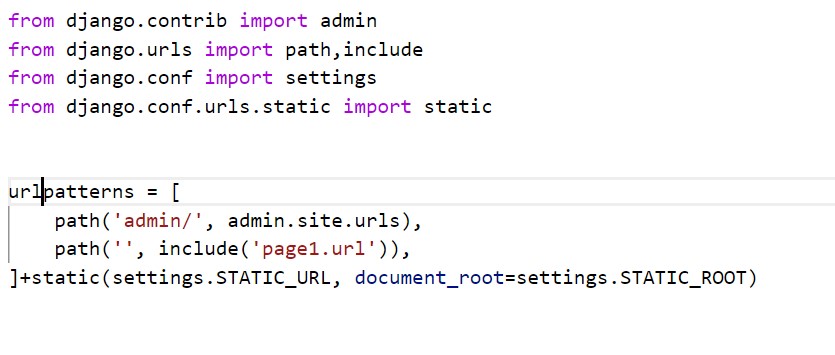 from django.contrib import admin
from django.urls import path,include
from django.conf import settings
from django.conf.urls.static import static
urlpatterns = [
path('admin/', admin.site.urls),
path('', include('page1.url')),
]+static(settings.STATIC_URL, document_root=settings.STATIC_ROOT)